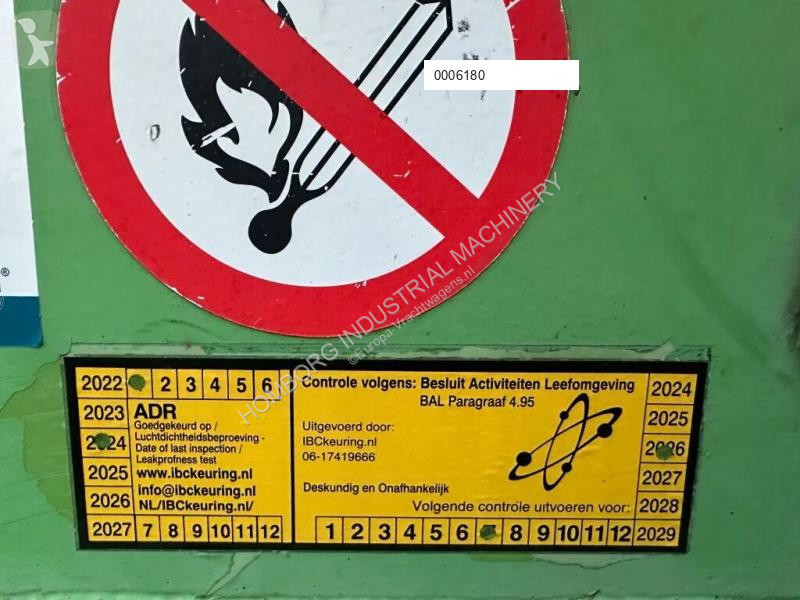 0006180
HOMBORG INDUSTRIAL MACHINERY
©Europa-Vrachtwagens.nl
®
2022 2 3 4 5 6
2023 ADR
Goedgekeurd op /
2024 Luchtdichtheidsbeproeving -
Date of last inspection /
Leakprofness test
2025 www.ibckeuring.nl
info@ibckeuring.nl
2026 NL/IBCkeuring.nl/
2027 7 8 9 10 11 12
Controle volgens: Besluit Activiteiten Leefomgeving 2024
BAL Paragraaf 4.95
2025
Uitgevoerd door:
IBCkeuring.nl 2026
06-17419666
2027
Deskundig en Onafhankelijk
Volgende controle uitvoeren voor: 2028
1 2 3 4 5 6 8 9 10 11 12 2029